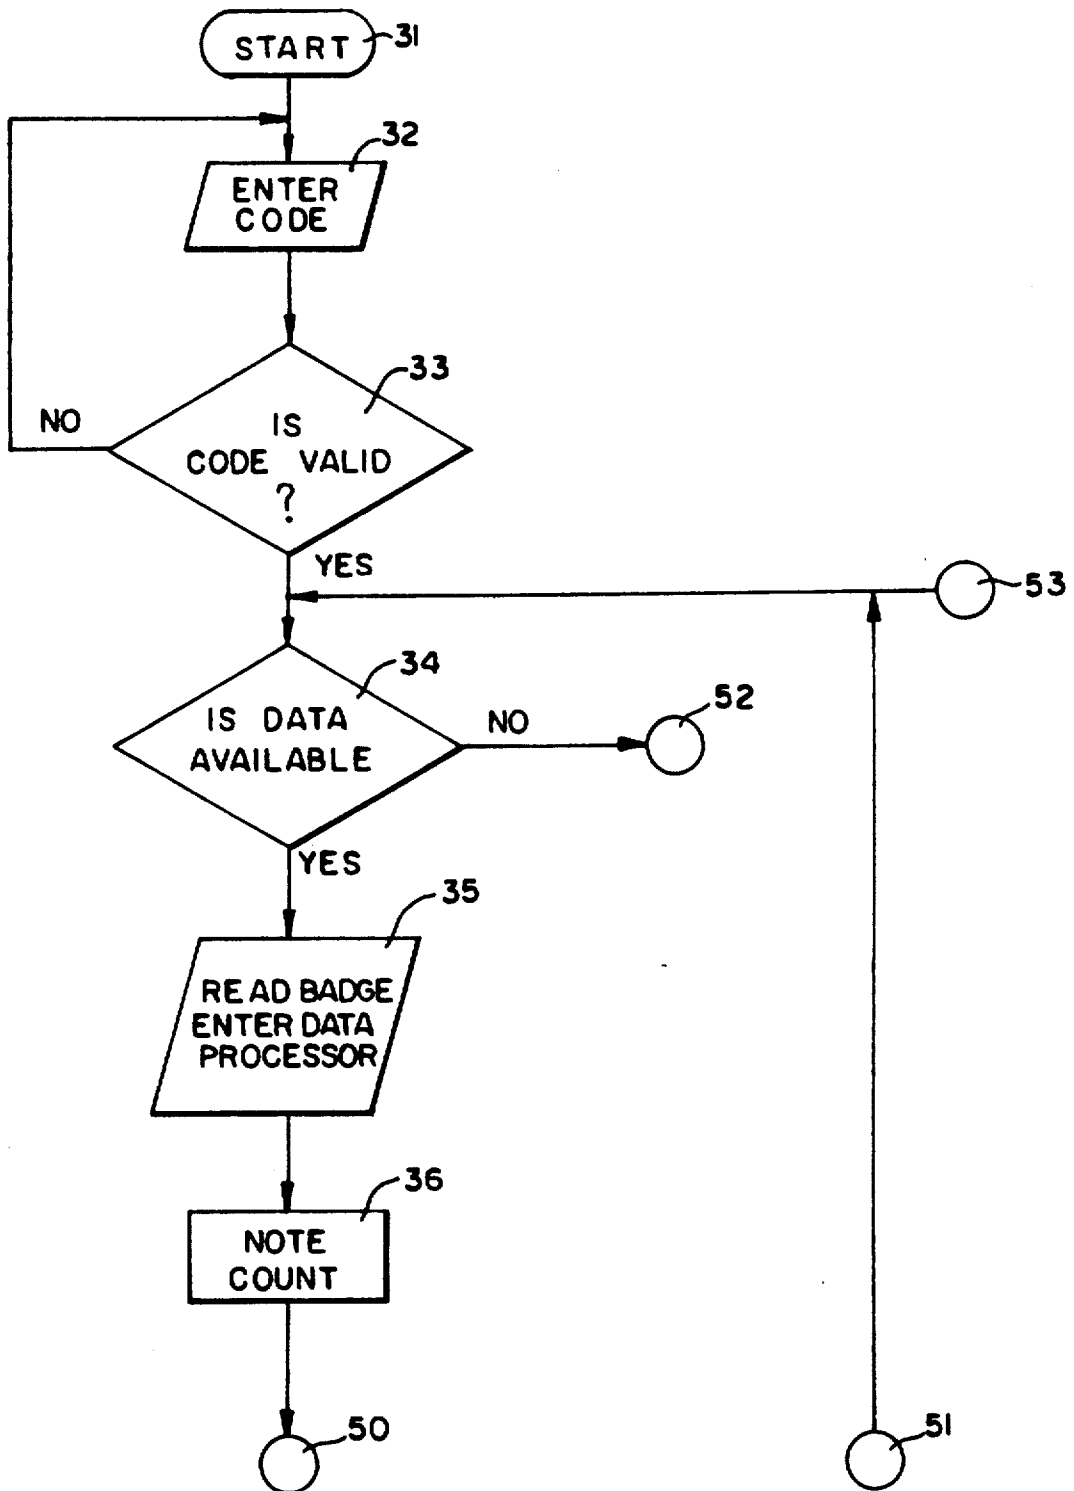 START
31
32
ENTER
CODE
33
IS
CODE VALID
?
NO
YES
53
34
IS DATA
AVAILABLE
NO
52
YES
35
READ BADGE
ENTER DATA
PROCESSOR
36
NOTE
COUNT
50
51